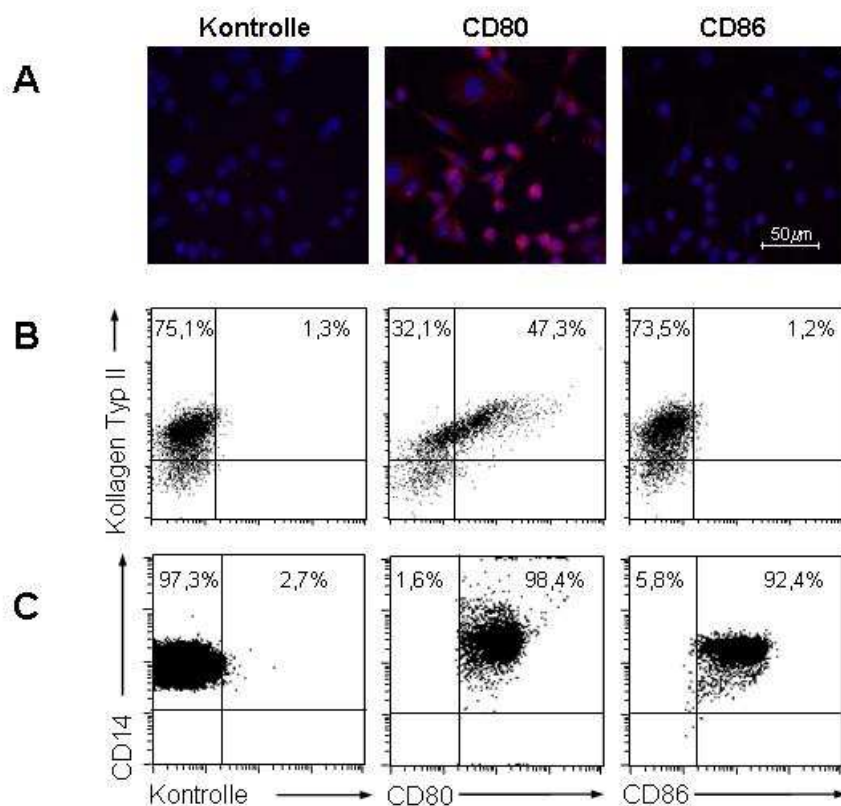 Kontrolle CD80 CD86
A
50µm
B
75,1% 1,3% 32,1% 47,3% 73,5% 1,2%
Kollagen Typ II
C
97,3% 2,7% 1,6% 98,4% 5,8% 92,4%
CD14
Kontrolle CD80 CD86